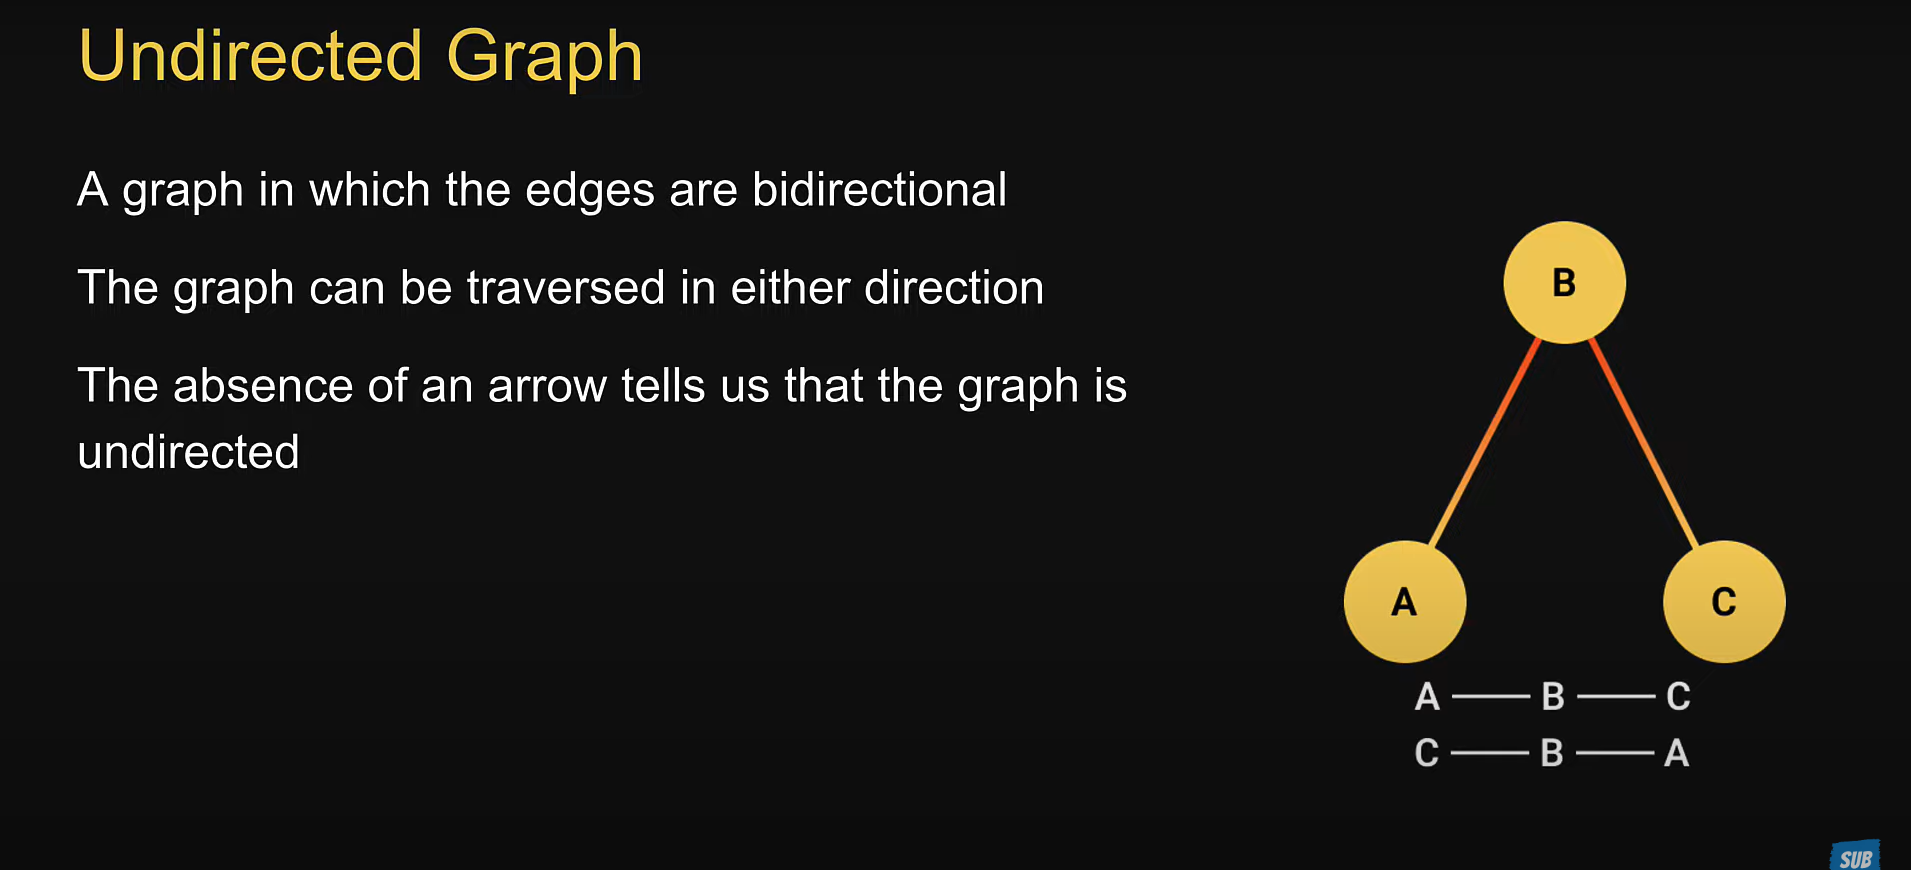 Undirected Graph
A graph in which the edges are bidirectional
The graph can be traversed in either direction
The absence of an arrow tells us that the graph is
undirected
B
A
C
A — B — C
C — B — A
SUB